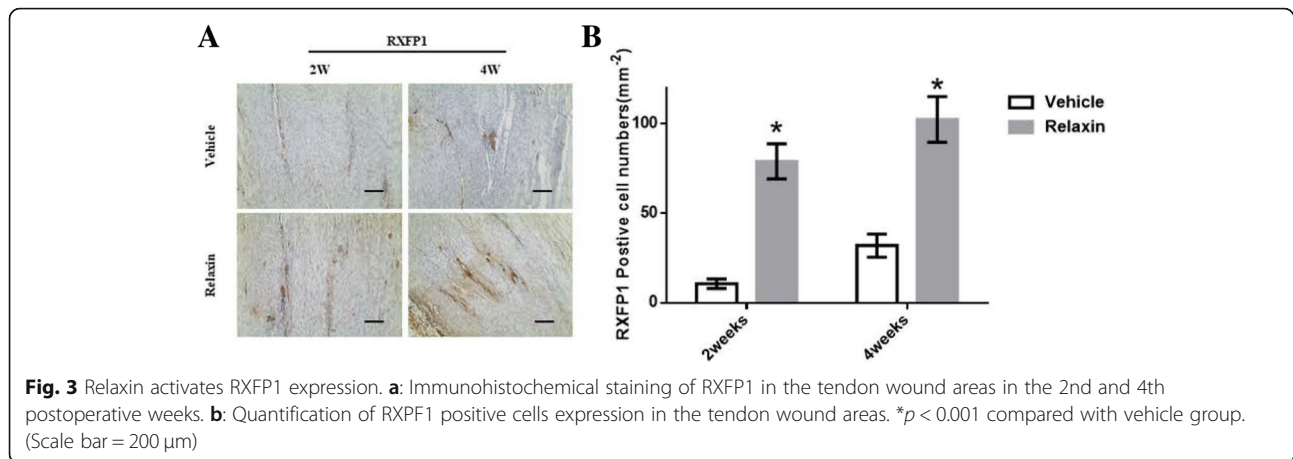 A
RXFP1
2W 4W
Vehicle
Relaxin
B
RXFP1 Postive cell numbers(mm-2)
100
50
0
* *
2weeks 4weeks
Vehicle
Relaxin
Fig. 3 Relaxin activates RXFP1 expression. a: Immunohistochemical staining of RXFP1 in the tendon wound areas in the 2nd and 4th
postoperative weeks. b: Quantification of RXPF1 positive cells expression in the tendon wound areas. *p < 0.001 compared with vehicle group.
(Scale bar = 200 μm)